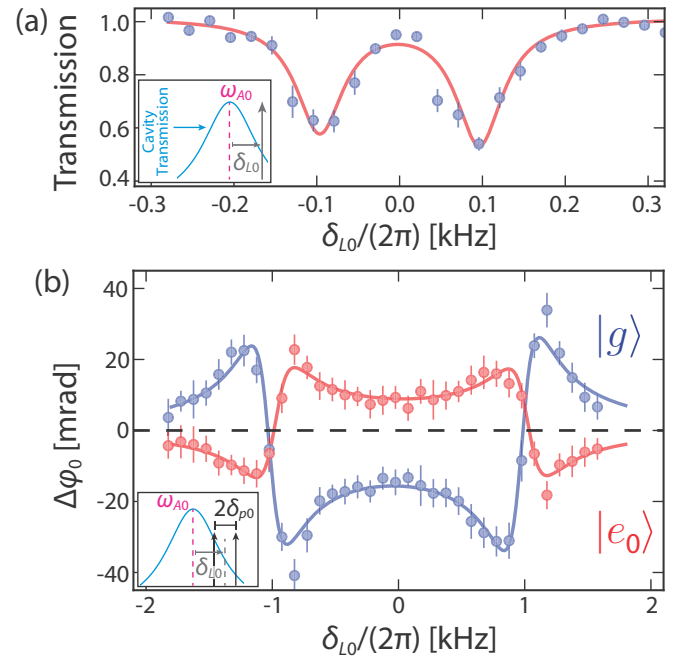 (a)
Transmission
1.0
0.8
0.6
0.4
ω_A0
Cavity
Transmission
δ_L0
-0.3 -0.2 -0.1 0.0 0.1 0.2 0.3
δ_L0/(2π) [kHz]
(b)
Δφ_0 [mrad]
40
20
0
-20
-40
|g⟩
|e_0⟩
ω_A0
2δ_p0
δ_L0
-2 -1 0 1 2
δ_L0/(2π) [kHz]